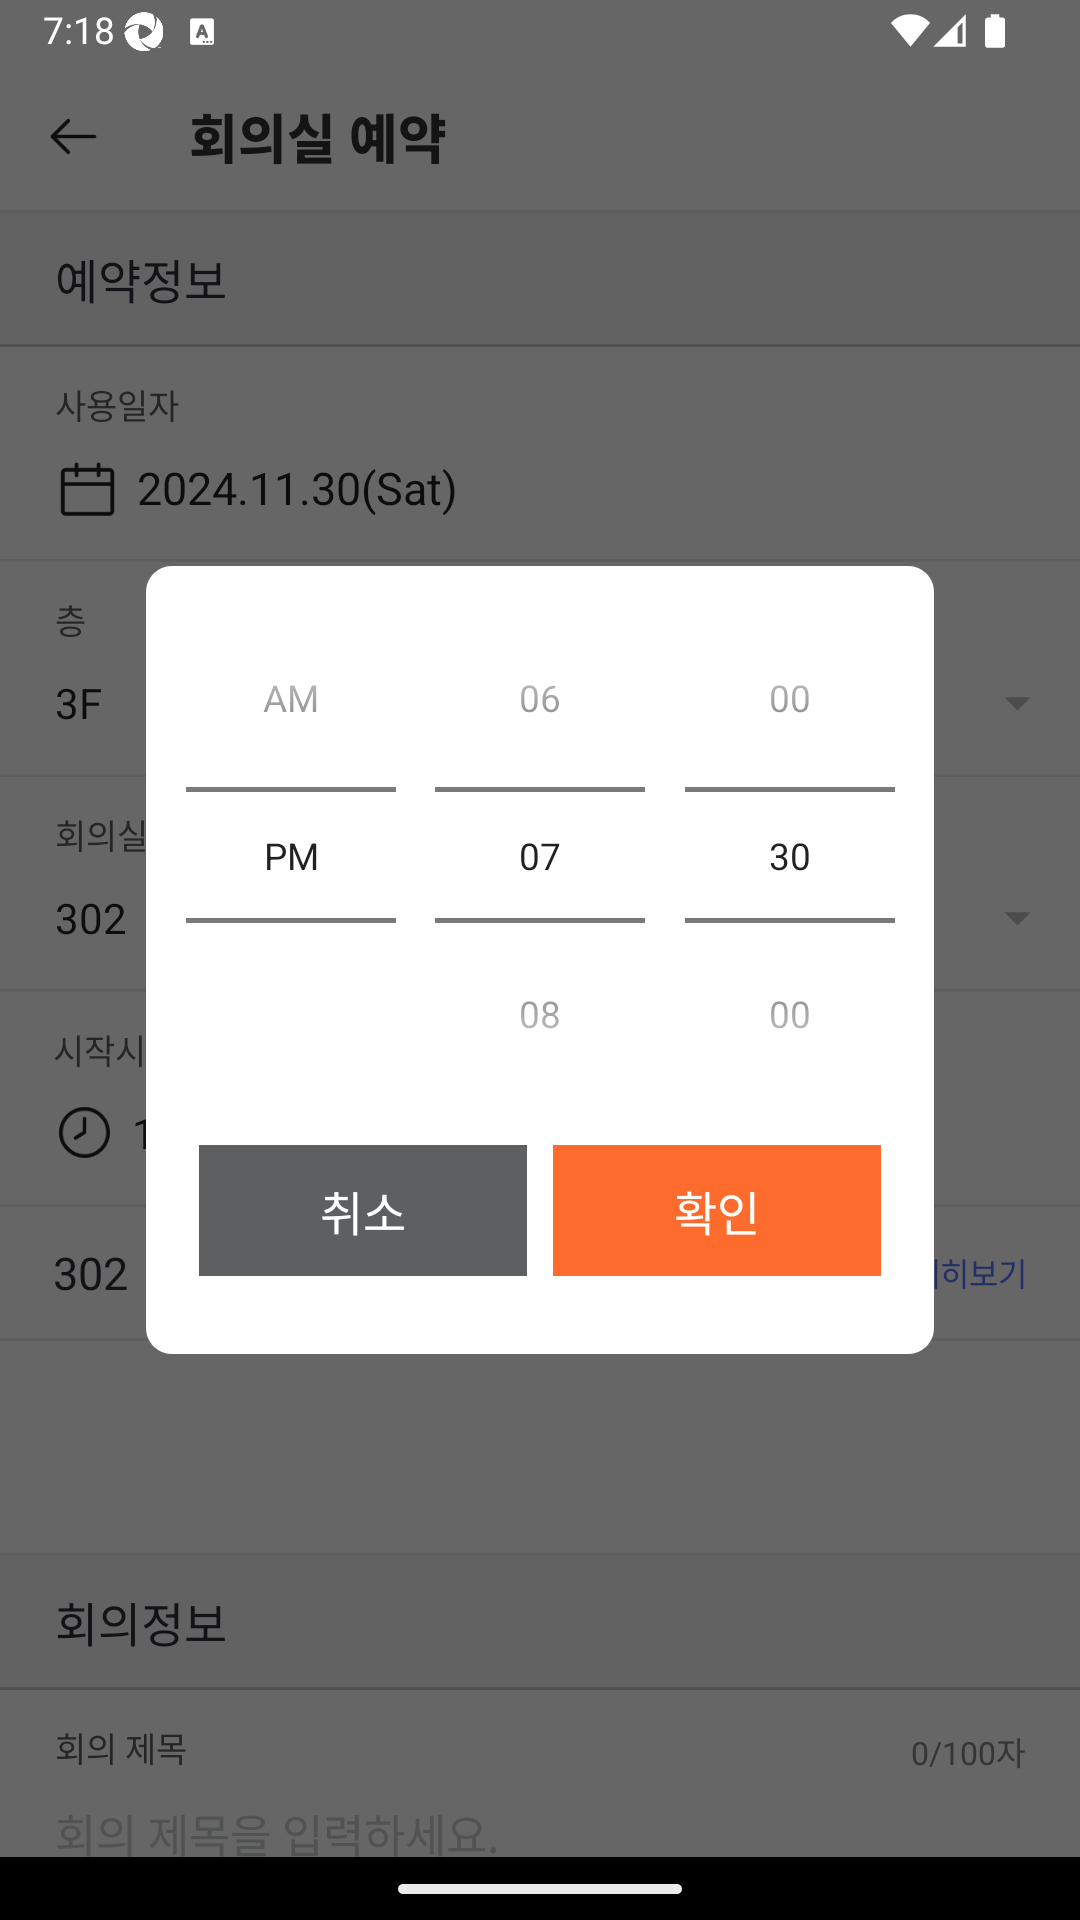 7:18
회의실 예약
예약정보
사용일자
2024.11.30(Sat)
층
3F
회의실
302
시작시
AM 06 00
PM 07 30
08 00
취소 확인
302 히보기
회의정보
회의 제목 0/100자
회의 제목을 입력하세요.